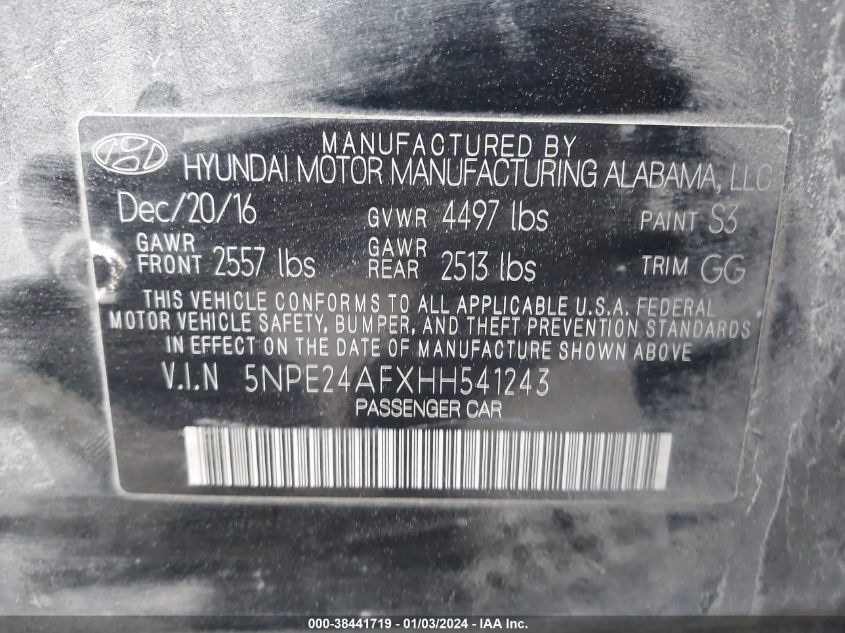 MANUFACTURED BY
HYUNDAI MOTOR MANUFACTURING ALABAMA, LLC
Dec/20/16 GVWR 4497 lbs PAINT S3
GAWR FRONT 2557 lbs GAWR REAR 2513 lbs TRIM GG
THIS VEHICLE CONFORMS TO ALL APPLICABLE U.S.A. FEDERAL
MOTOR VEHICLE SAFETY, BUMPER, AND THEFT PREVENTION STANDARDS
IN EFFECT ON THE DATE OF MANUFACTURE SHOWN ABOVE
V.I.N 5NPE24AFXHH541243
PASSENGER CAR
000-38441719 - 01/03/2024 - IAA Inc.